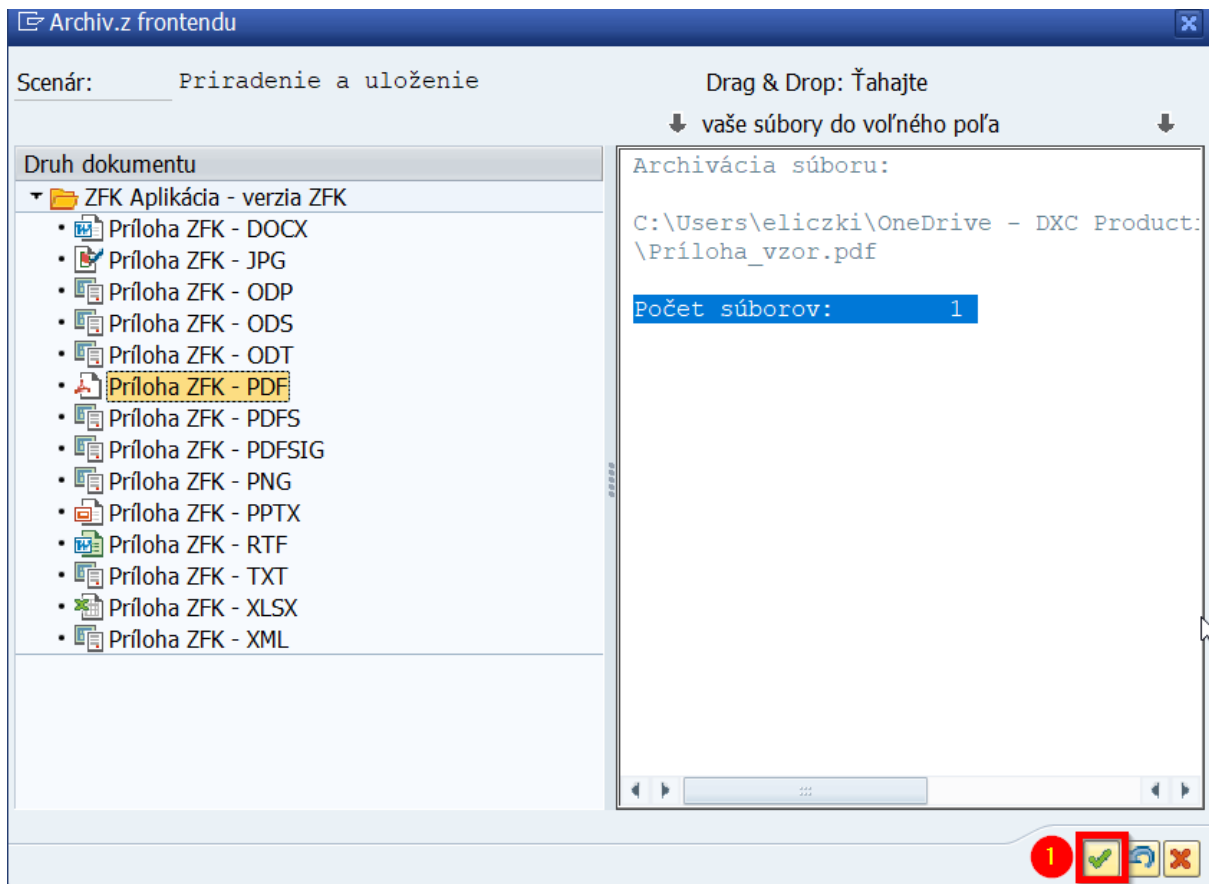 Archiv.z frontendu
Scenár: Priradenie a uloženie
Drag & Drop: Ťahajte
vaše súbory do voľného poľa
Druh dokumentu
ZFK Aplikácia - verzia ZFK
Príloha ZFK - DOCX
Príloha ZFK - JPG
Príloha ZFK - ODP
Príloha ZFK - ODS
Príloha ZFK - ODT
Príloha ZFK - PDF
Príloha ZFK - PDFS
Príloha ZFK - PDFSIG
Príloha ZFK - PNG
Príloha ZFK - PPTX
Príloha ZFK - RTF
Príloha ZFK - TXT
Príloha ZFK - XLSX
Príloha ZFK - XML
Archivácia súboru:
C:\Users\eliczki\OneDrive - DXC Producti
\Príloha_vzor.pdf
Počet súborov: 1
1